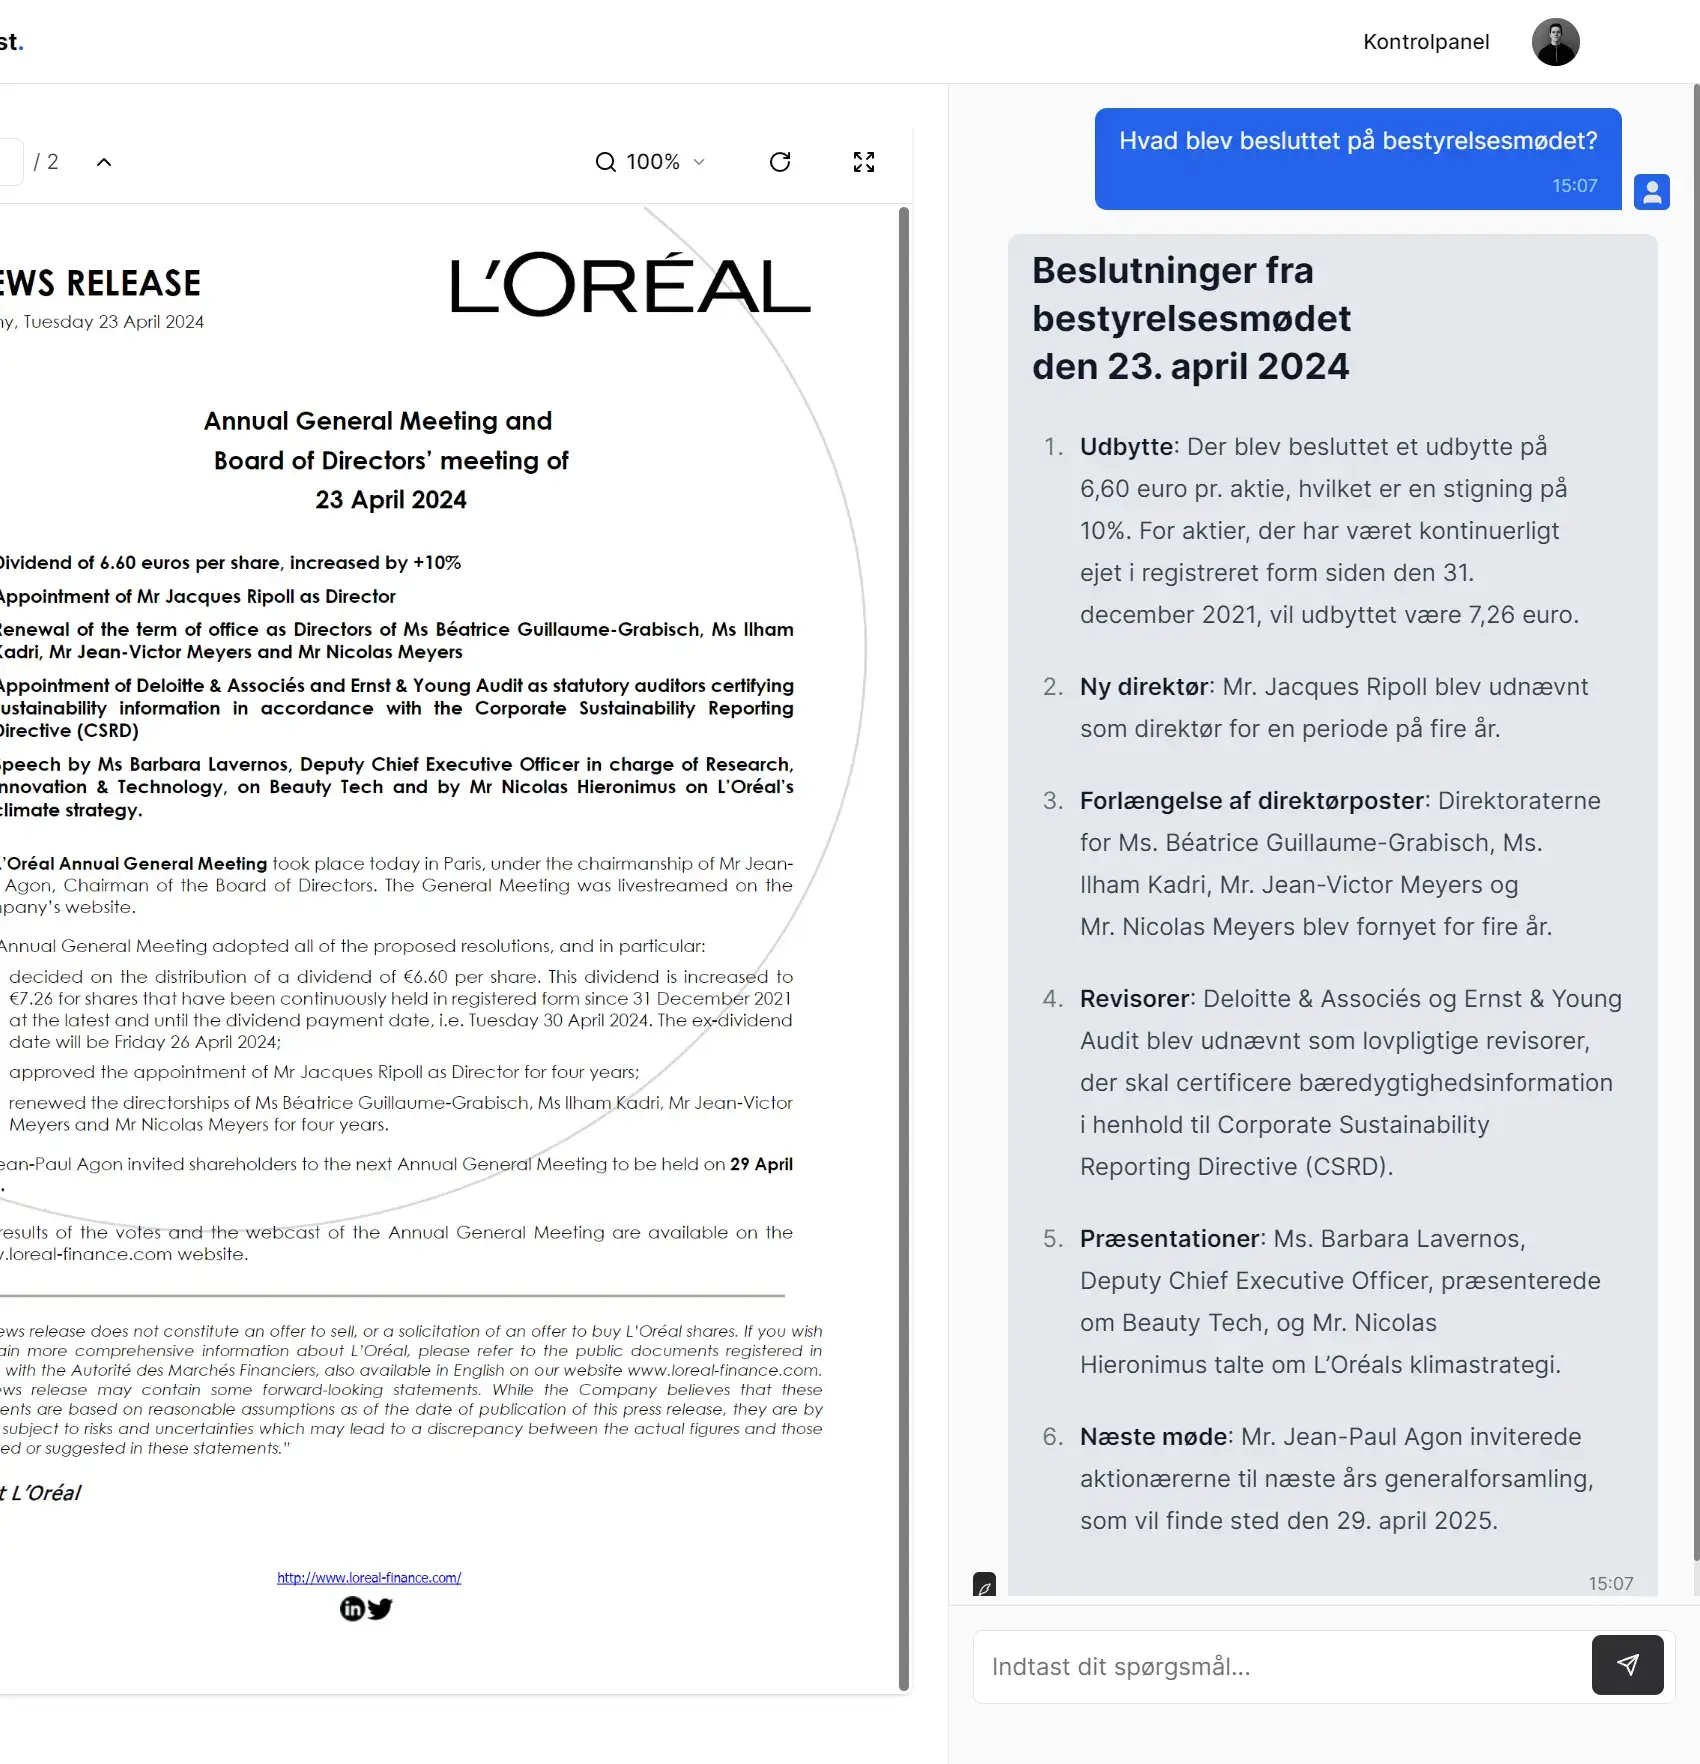 st.
Kontrolpanel
/ 2
100%
EWS RELEASE
ny, Tuesday 23 April 2024
L'ORÉAL
Annual General Meeting and
Board of Directors’ meeting of
23 April 2024
Dividend of 6.60 euros per share, increased by +10%
Appointment of Mr Jacques Ripoll as Director
Renewal of the term of office as Directors of Ms Béatrice Guillaume-Grabisch, Ms Ilham
Kadri, Mr Jean-Victor Meyers and Mr Nicolas Meyers
Appointment of Deloitte & Associés and Ernst & Young Audit as statutory auditors certifying
ustainability information in accordance with the Corporate Sustainability Reporting
Directive (CSRD)
Speech by Ms Barbara Lavernos, Deputy Chief Executive Officer in charge of Research,
nnovation & Technology, on Beauty Tech and by Mr Nicolas Hieronimus on L’Oréal’s
climate strategy.
L’Oréal Annual General Meeting took place today in Paris, under the chairmanship of Mr Jean-
Agon, Chairman of the Board of Directors. The General Meeting was livestreamed on the
mpany’s website.
Annual General Meeting adopted all of the proposed resolutions, and in particular:
decided on the distribution of a dividend of €6.60 per share. This dividend is increased to
€7.26 for shares that have been continuously held in registered form since 31 December 2021
at the latest and until the dividend payment date, i.e. Tuesday 30 April 2024. The ex-dividend
date will be Friday 26 April 2024;
approved the appointment of Mr Jacques Ripoll as Director for four years;
renewed the directorships of Ms Béatrice Guillaume-Grabisch, Ms Ilham Kadri, Mr Jean-Victor
Meyers and Mr Nicolas Meyers for four years.
ean-Paul Agon invited shareholders to the next Annual General Meeting to be held on 29 April
.
results of the votes and the webcast of the Annual General Meeting are available on the
w.loreal-finance.com website.
ews release does not constitute an offer to sell, or a solicitation of an offer to buy L’Oréal shares. If you wish
ain more comprehensive information about L’Oréal, please refer to the public documents registered in
with the Autorité des Marchés Financiers, also available in English on our website www.loreal-finance.com.
ews release may contain some forward-looking statements. While the Company believes that these
ents are based on reasonable assumptions as of the date of publication of this press release, they are by
subject to risks and uncertainties which may lead to a discrepancy between the actual figures and those
ed or suggested in these statements.”
t L’Oréal
http://www.loreal-finance.com/
in
Hvad blev besluttet på bestyrelsesmødet?
15:07
Beslutninger fra
bestyrelsesmødet
den 23. april 2024
1. Udbytte: Der blev besluttet et udbytte på
6,60 euro pr. aktie, hvilket er en stigning på
10%. For aktier, der har været kontinuerligt
ejet i registreret form siden den 31.
december 2021, vil udbyttet være 7,26 euro.
2. Ny direktør: Mr. Jacques Ripoll blev udnævnt
som direktør for en periode på fire år.
3. Forlængelse af direktørposter: Direktoraterne
for Ms. Béatrice Guillaume-Grabisch, Ms.
Ilham Kadri, Mr. Jean-Victor Meyers og
Mr. Nicolas Meyers blev fornyet for fire år.
4. Revisorer: Deloitte & Associés og Ernst & Young
Audit blev udnævnt som lovpligtige revisorer,
der skal certificere bæredygtighedsinformation
i henhold til Corporate Sustainability
Reporting Directive (CSRD).
5. Præsentationer: Ms. Barbara Lavernos,
Deputy Chief Executive Officer, præsenterede
om Beauty Tech, og Mr. Nicolas
Hieronimus talte om L’Oréals klimastrategi.
6. Næste møde: Mr. Jean-Paul Agon inviterede
aktionærerne til næste års generalforsamling,
som vil finde sted den 29. april 2025.
15:07
Indtast dit spørgsmål...